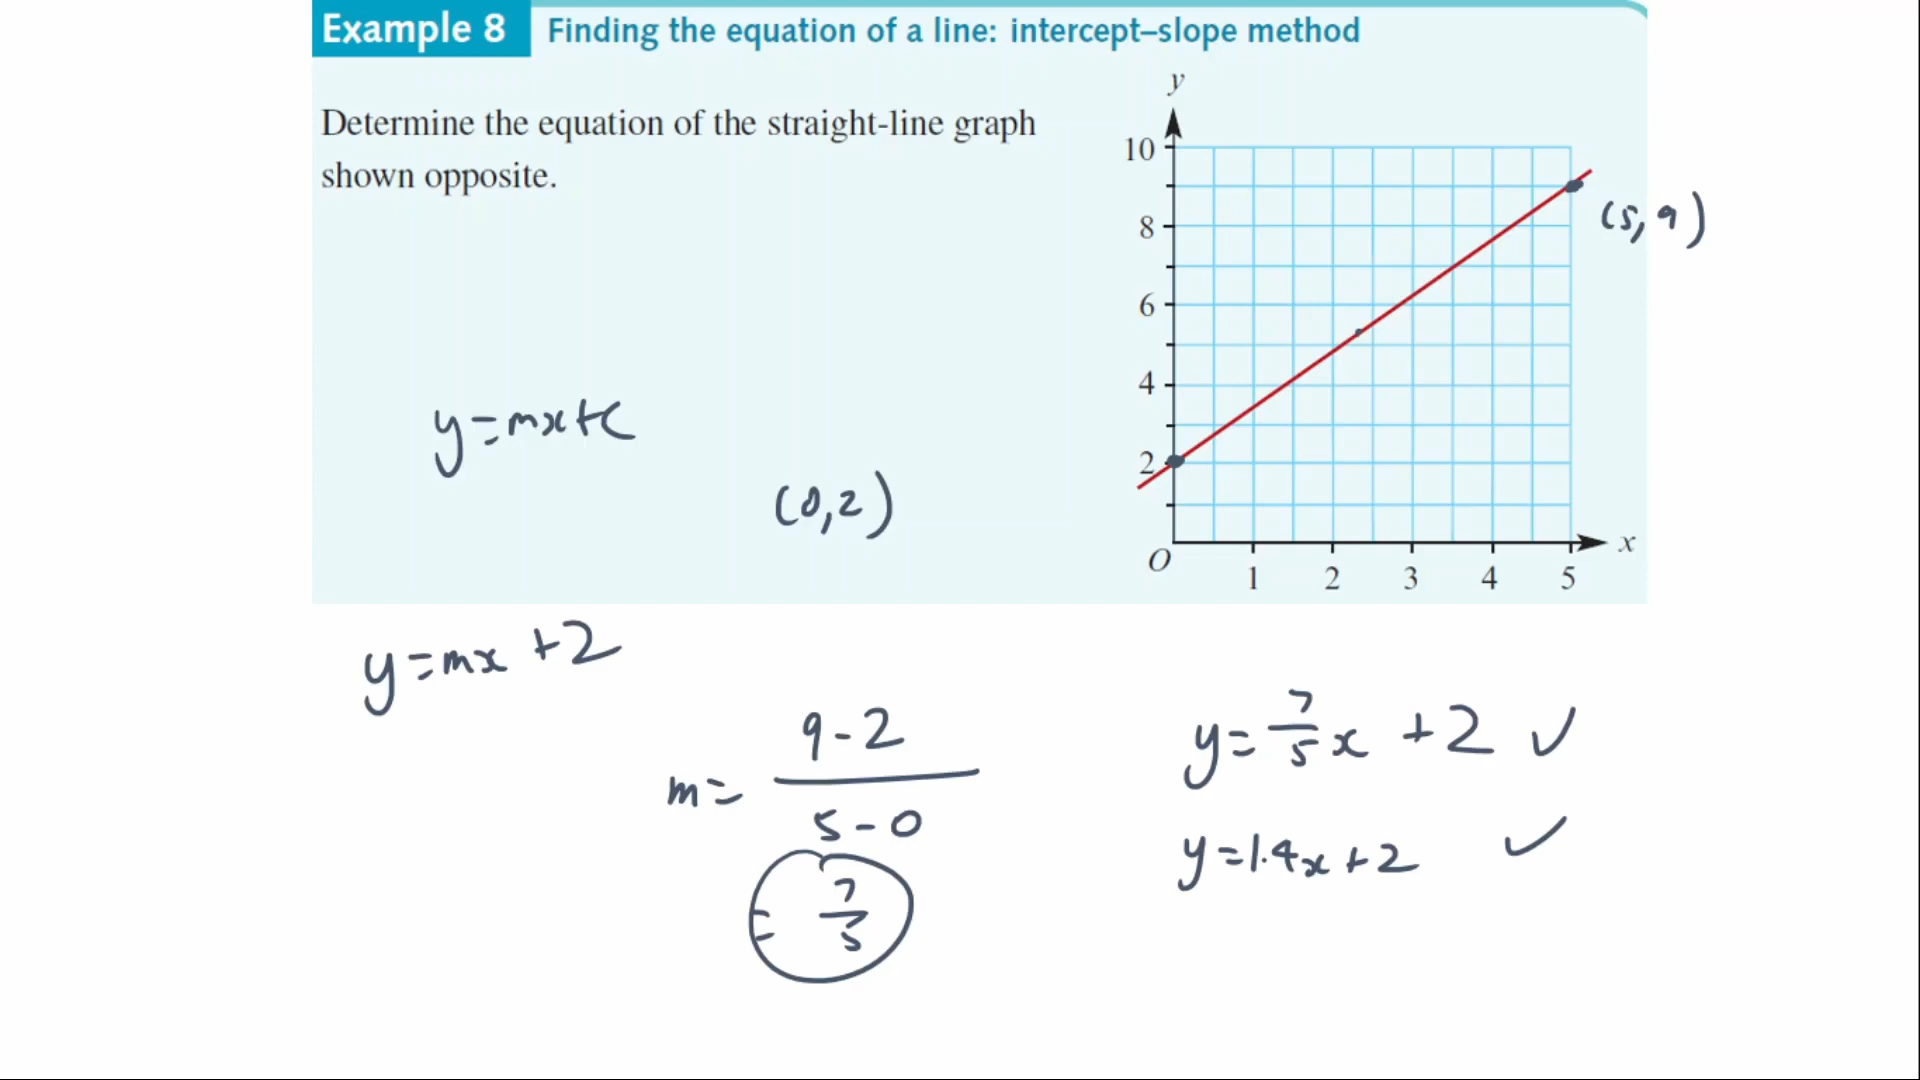 Example 8 Finding the equation of a line: intercept–slope method
Determine the equation of the straight-line graph
shown opposite.
y
10
8
6
4
2
O
1 2 3 4 5
x
(5,9)
y=mx+c
(0,2)
y=mx+2
m= 9-2
5-0
= 7
5
y= 7/5 x +2 ✓
y=1.4x+2 ✓